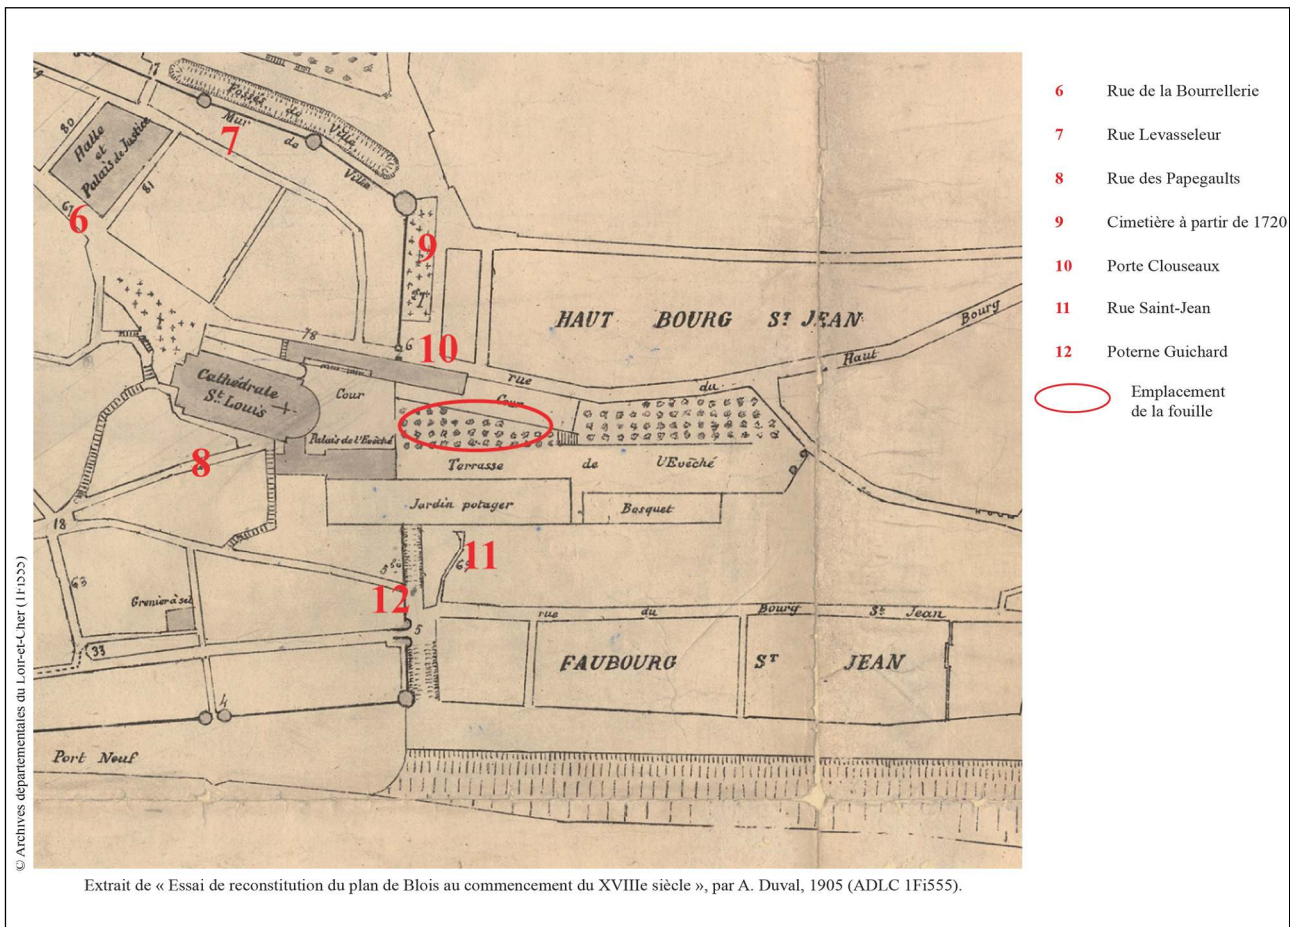 Fossés de Ville
Mur de Ville
7
80
Halle
et
Palais de Justice
81
67
6
9
10
6
78
HAUT BOURG S.T JEAN
rue du Haut Bourg
Cathédrale
St. Louis
Cour
Cour
Palais de l'Evêché
Terrasse de l'Evêché
Jardin potager
Bosquet
8
18
11
12
63
Grenier à sel
33
5
rue du Bourg St Jean
FAUBOURG ST JEAN
4
Port Neuf
6 Rue de la Bourrellerie
7 Rue Levasseleur
8 Rue des Papegaults
9 Cimetière à partir de 1720
10 Porte Clouseaux
11 Rue Saint-Jean
12 Poterne Guichard
Emplacement
de la fouille
© Archives departementales du Loir-et-Cher (1Fi555)
Extrait de « Essai de reconstitution du plan de Blois au commencement du XVIIIe siècle », par A. Duval, 1905 (ADLC 1Fi555).